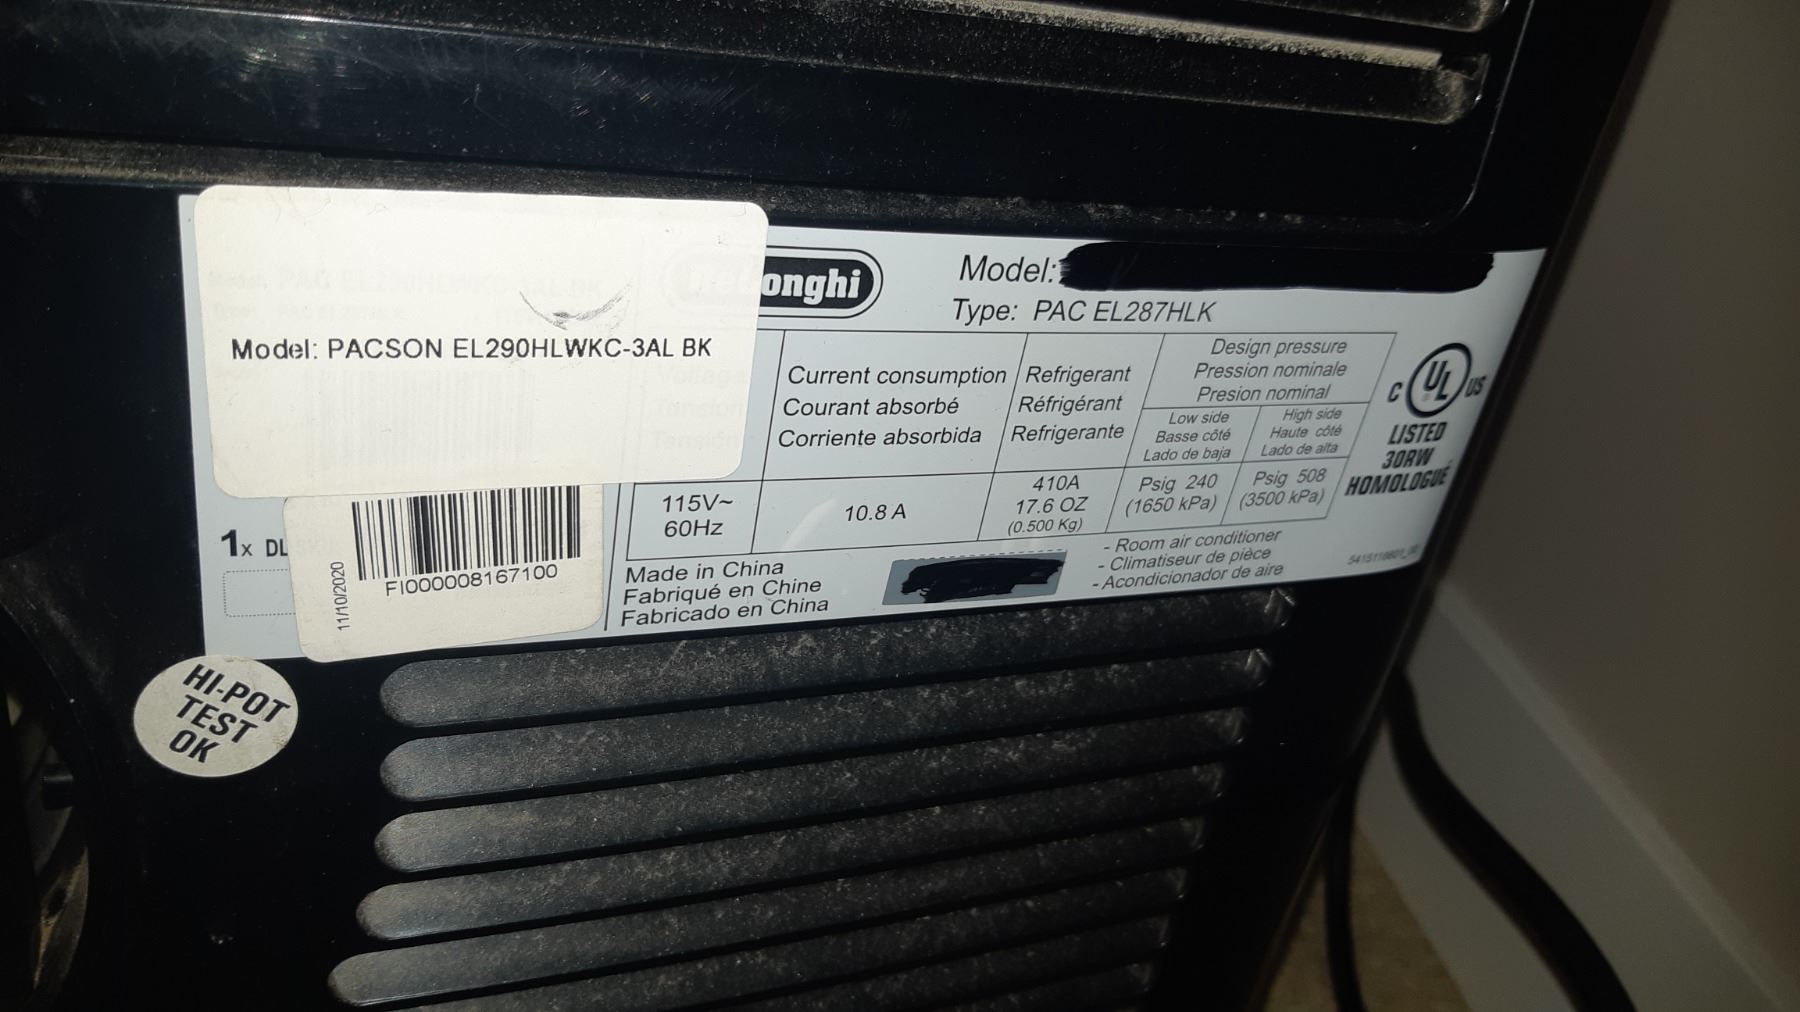 Model: PACSON EL290HLWKC-3AL BK
onghi
Model:
Type: PAC EL287HLK
Current consumption
Courant absorbé
Corriente absorbida
Refrigerant
Réfrigérant
Refrigerante
Design pressure
Pression nominale
Presion nominal
Low side
Basse côté
Lado de baja
High side
Haute côté
Lado de alta
115V~
60Hz
10.8 A
410A
17.6 OZ
(0.500 Kg)
Psig 240
(1650 kPa)
Psig 508
(3500 kPa)
C UL US
LISTED
30RW
HOMOLOGUÉ
1x DL
11/10/2020
FI000008167100
Made in China
Fabriqué en Chine
Fabricado en China
- Room air conditioner
- Climatiseur de pièce
- Acondicionador de aire
HI-POT
TEST
OK